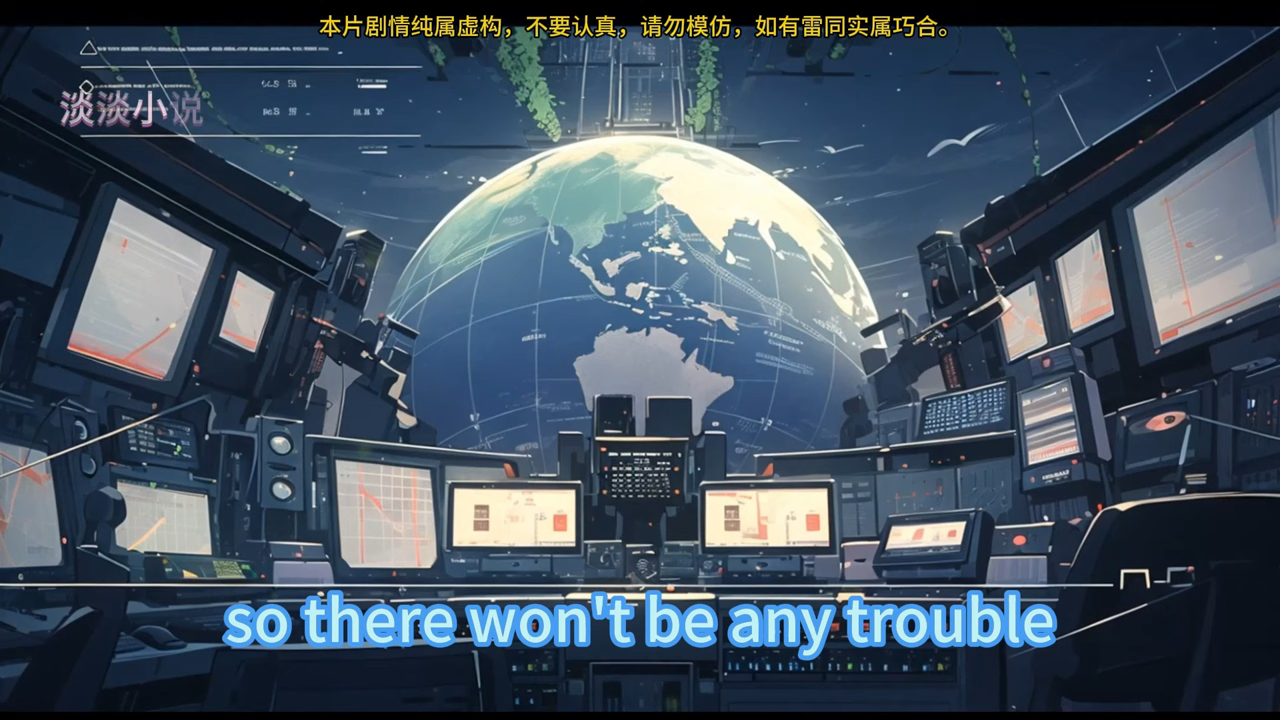 本片剧情纯属虚构，不要认真，请勿模仿，如有雷同实属巧合。
淡淡小说
so there won't be any trouble